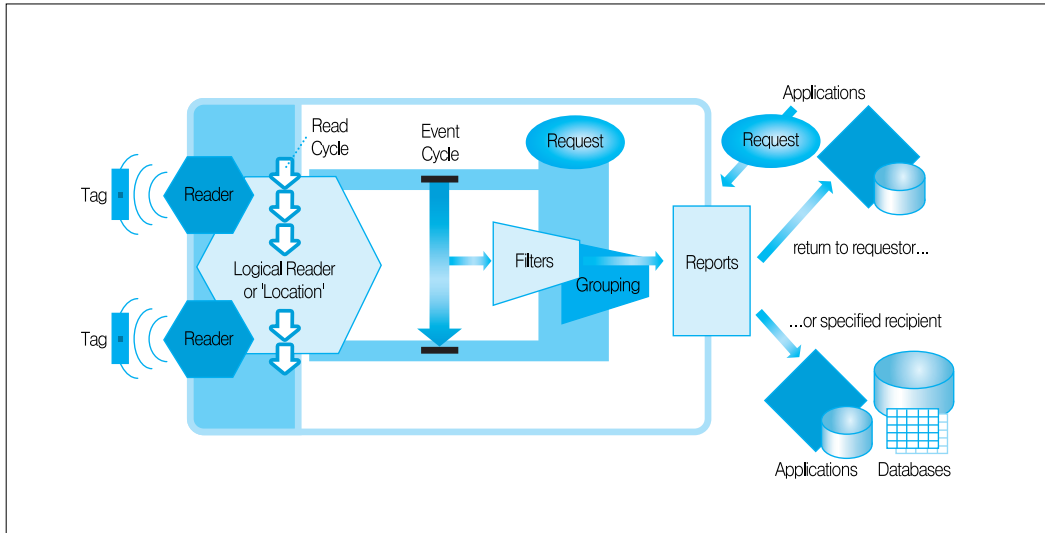 Applications
Read
Cycle
Event
Cycle
Request
Request
Tag
Reader
return to requestor...
Filters
Reports
Logical Reader
or 'Location'
Grouping
...or specified recipient
Tag
Reader
Applications
Databases